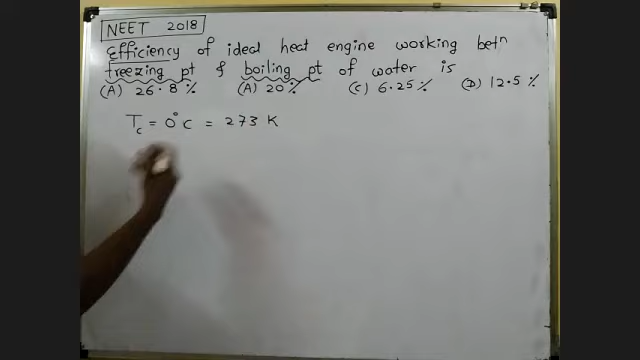 NEET 2018
Efficiency of ideal heat engine working betn
freezing pt & boiling pt of water is
(A) 26.8 % (A) 20% (C) 6.25 % (D) 12.5 %
Tc = 0°C = 273 K